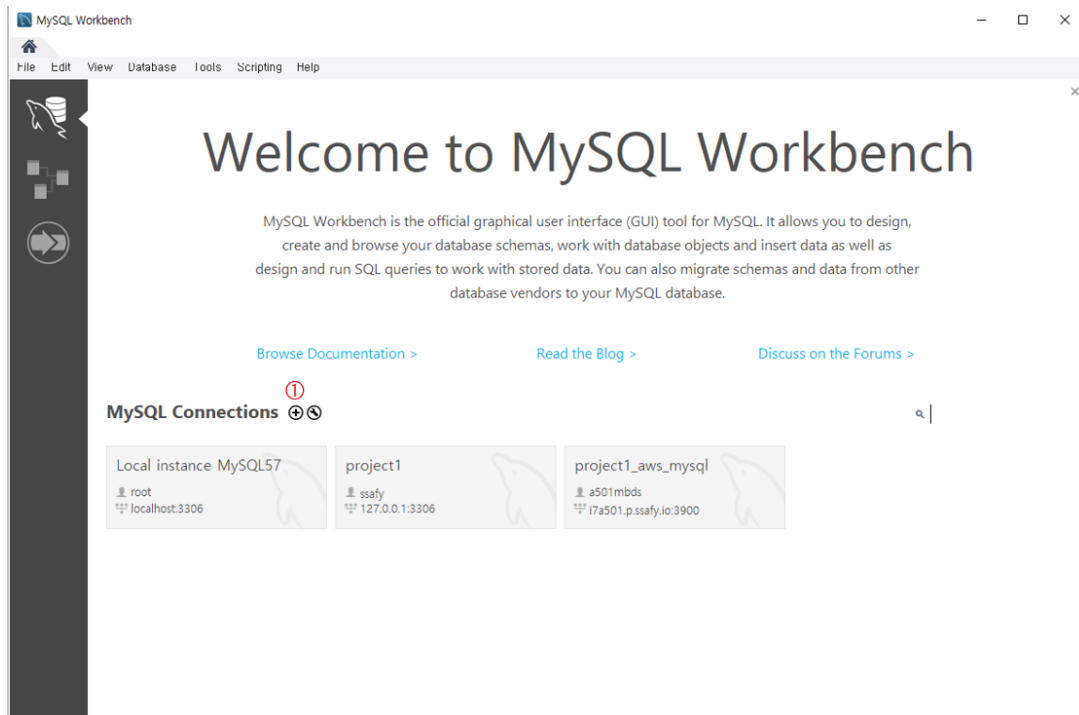 MySQL Workbench
File Edit View Database Tools Scripting Help
Welcome to MySQL Workbench
MySQL Workbench is the official graphical user interface (GUI) tool for MySQL. It allows you to design,
create and browse your database schemas, work with database objects and insert data as well as
design and run SQL queries to work with stored data. You can also migrate schemas and data from other
database vendors to your MySQL database.
Browse Documentation > Read the Blog > Discuss on the Forums >
①
MySQL Connections
Local instance MySQL57 project1 project1_aws_mysql
root ssafy a501mbds
localhost:3306 127.0.0.1:3306 i7a501.p.ssafy.io:3900